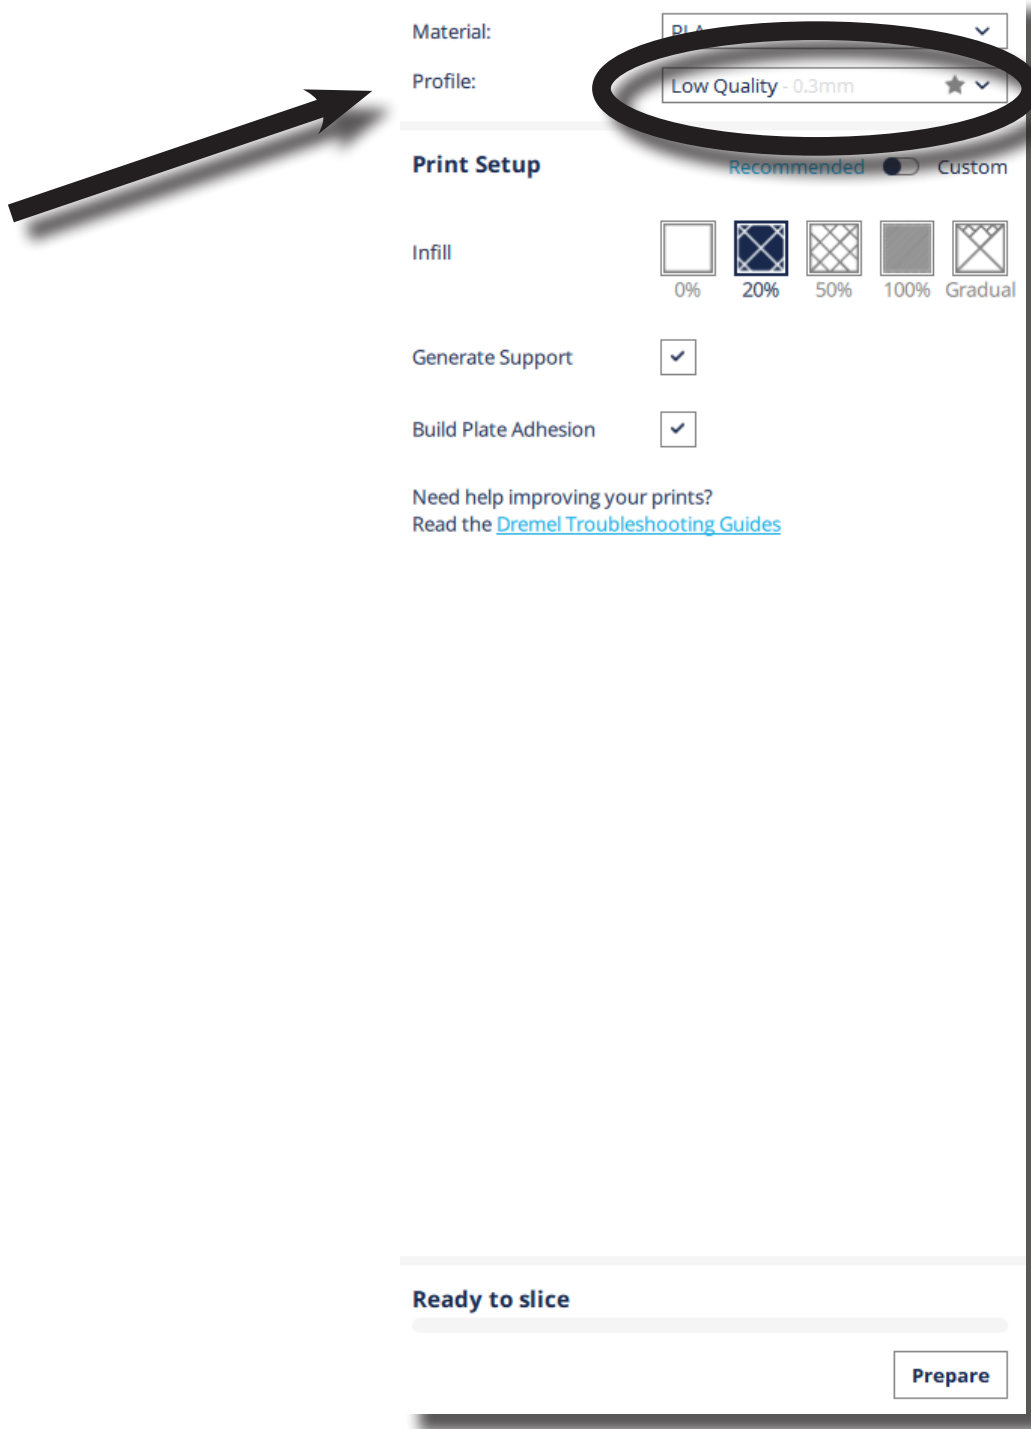 Material:
PLA
Profile:
Low Quality - 0.3mm
Print Setup
Recommended Custom
Infill
0% 20% 50% 100% Gradual
Generate Support
Build Plate Adhesion
Need help improving your prints?
Read the Dremel Troubleshooting Guides
Ready to slice
Prepare